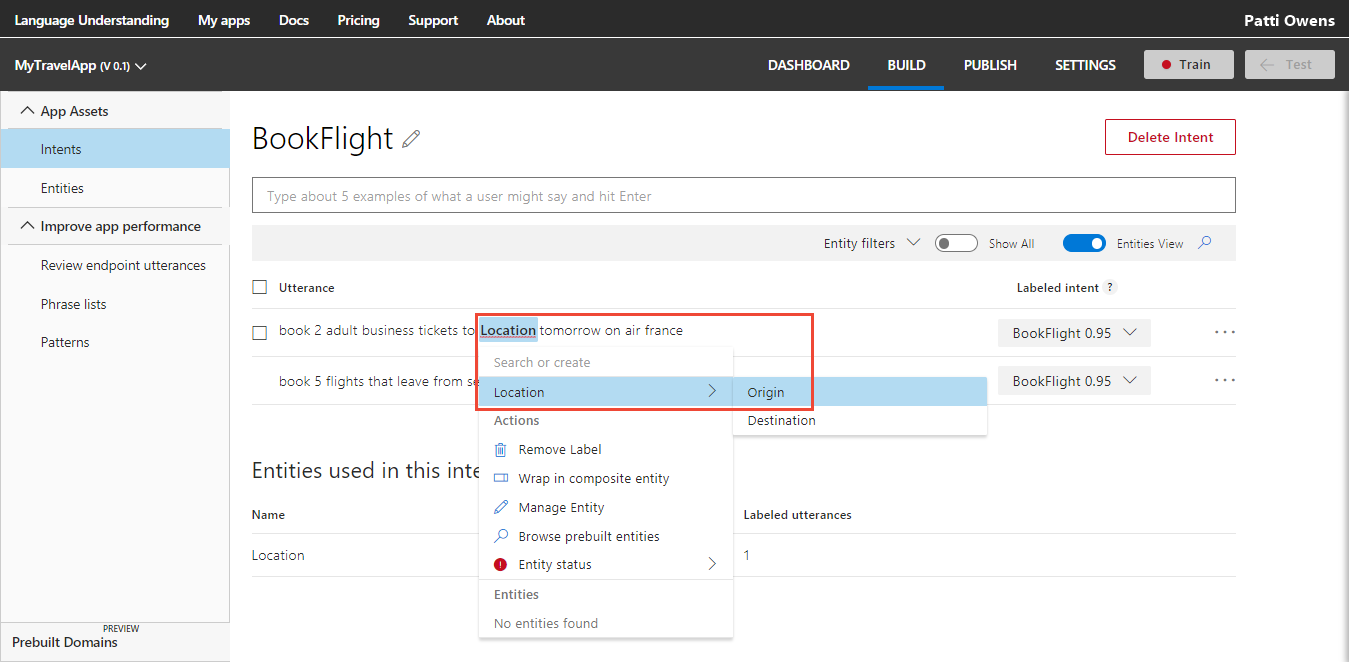 Language Understanding My apps Docs Pricing Support About Patti Owens
MyTravelApp (V 0.1) DASHBOARD BUILD PUBLISH SETTINGS Train Test
App Assets
Intents
Entities
Improve app performance
Review endpoint utterances
Phrase lists
Patterns
PREVIEW
Prebuilt Domains
BookFlight
Delete Intent
Type about 5 examples of what a user might say and hit Enter
Entity filters Show All Entities View
Utterance Labeled intent ?
book 2 adult business tickets to Location tomorrow on air france BookFlight 0.95 ...
book 5 flights that leave from se BookFlight 0.95 ...
Search or create
Location Origin
Destination
Actions
Remove Label
Wrap in composite entity
Manage Entity
Browse prebuilt entities
Entity status
Entities
No entities found
Entities used in this inte
Name Labeled utterances
Location 1